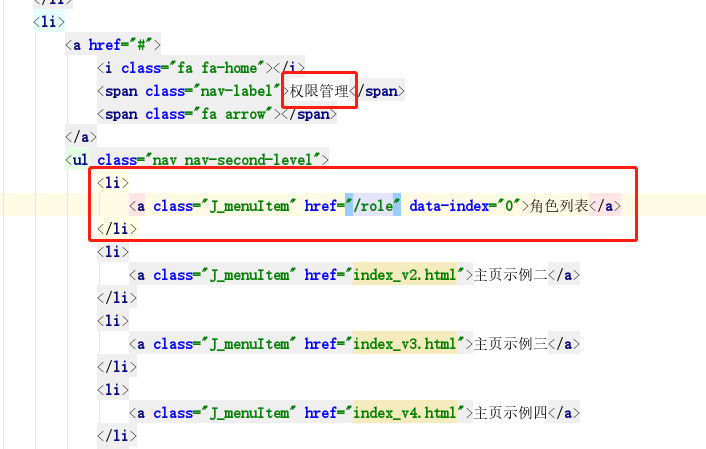 </li>
<li>
<a href="#">
<i class="fa fa-home"></i>
<span class="nav-label">权限管理</span>
<span class="fa arrow"></span>
</a>
<ul class="nav nav-second-level">
<li>
<a class="J_menuItem" href="/role" data-index="0">角色列表</a>
</li>
<li>
<a class="J_menuItem" href="index_v2.html">主页示例二</a>
</li>
<li>
<a class="J_menuItem" href="index_v3.html">主页示例三</a>
</li>
<li>
<a class="J_menuItem" href="index_v4.html">主页示例四</a>
</li>